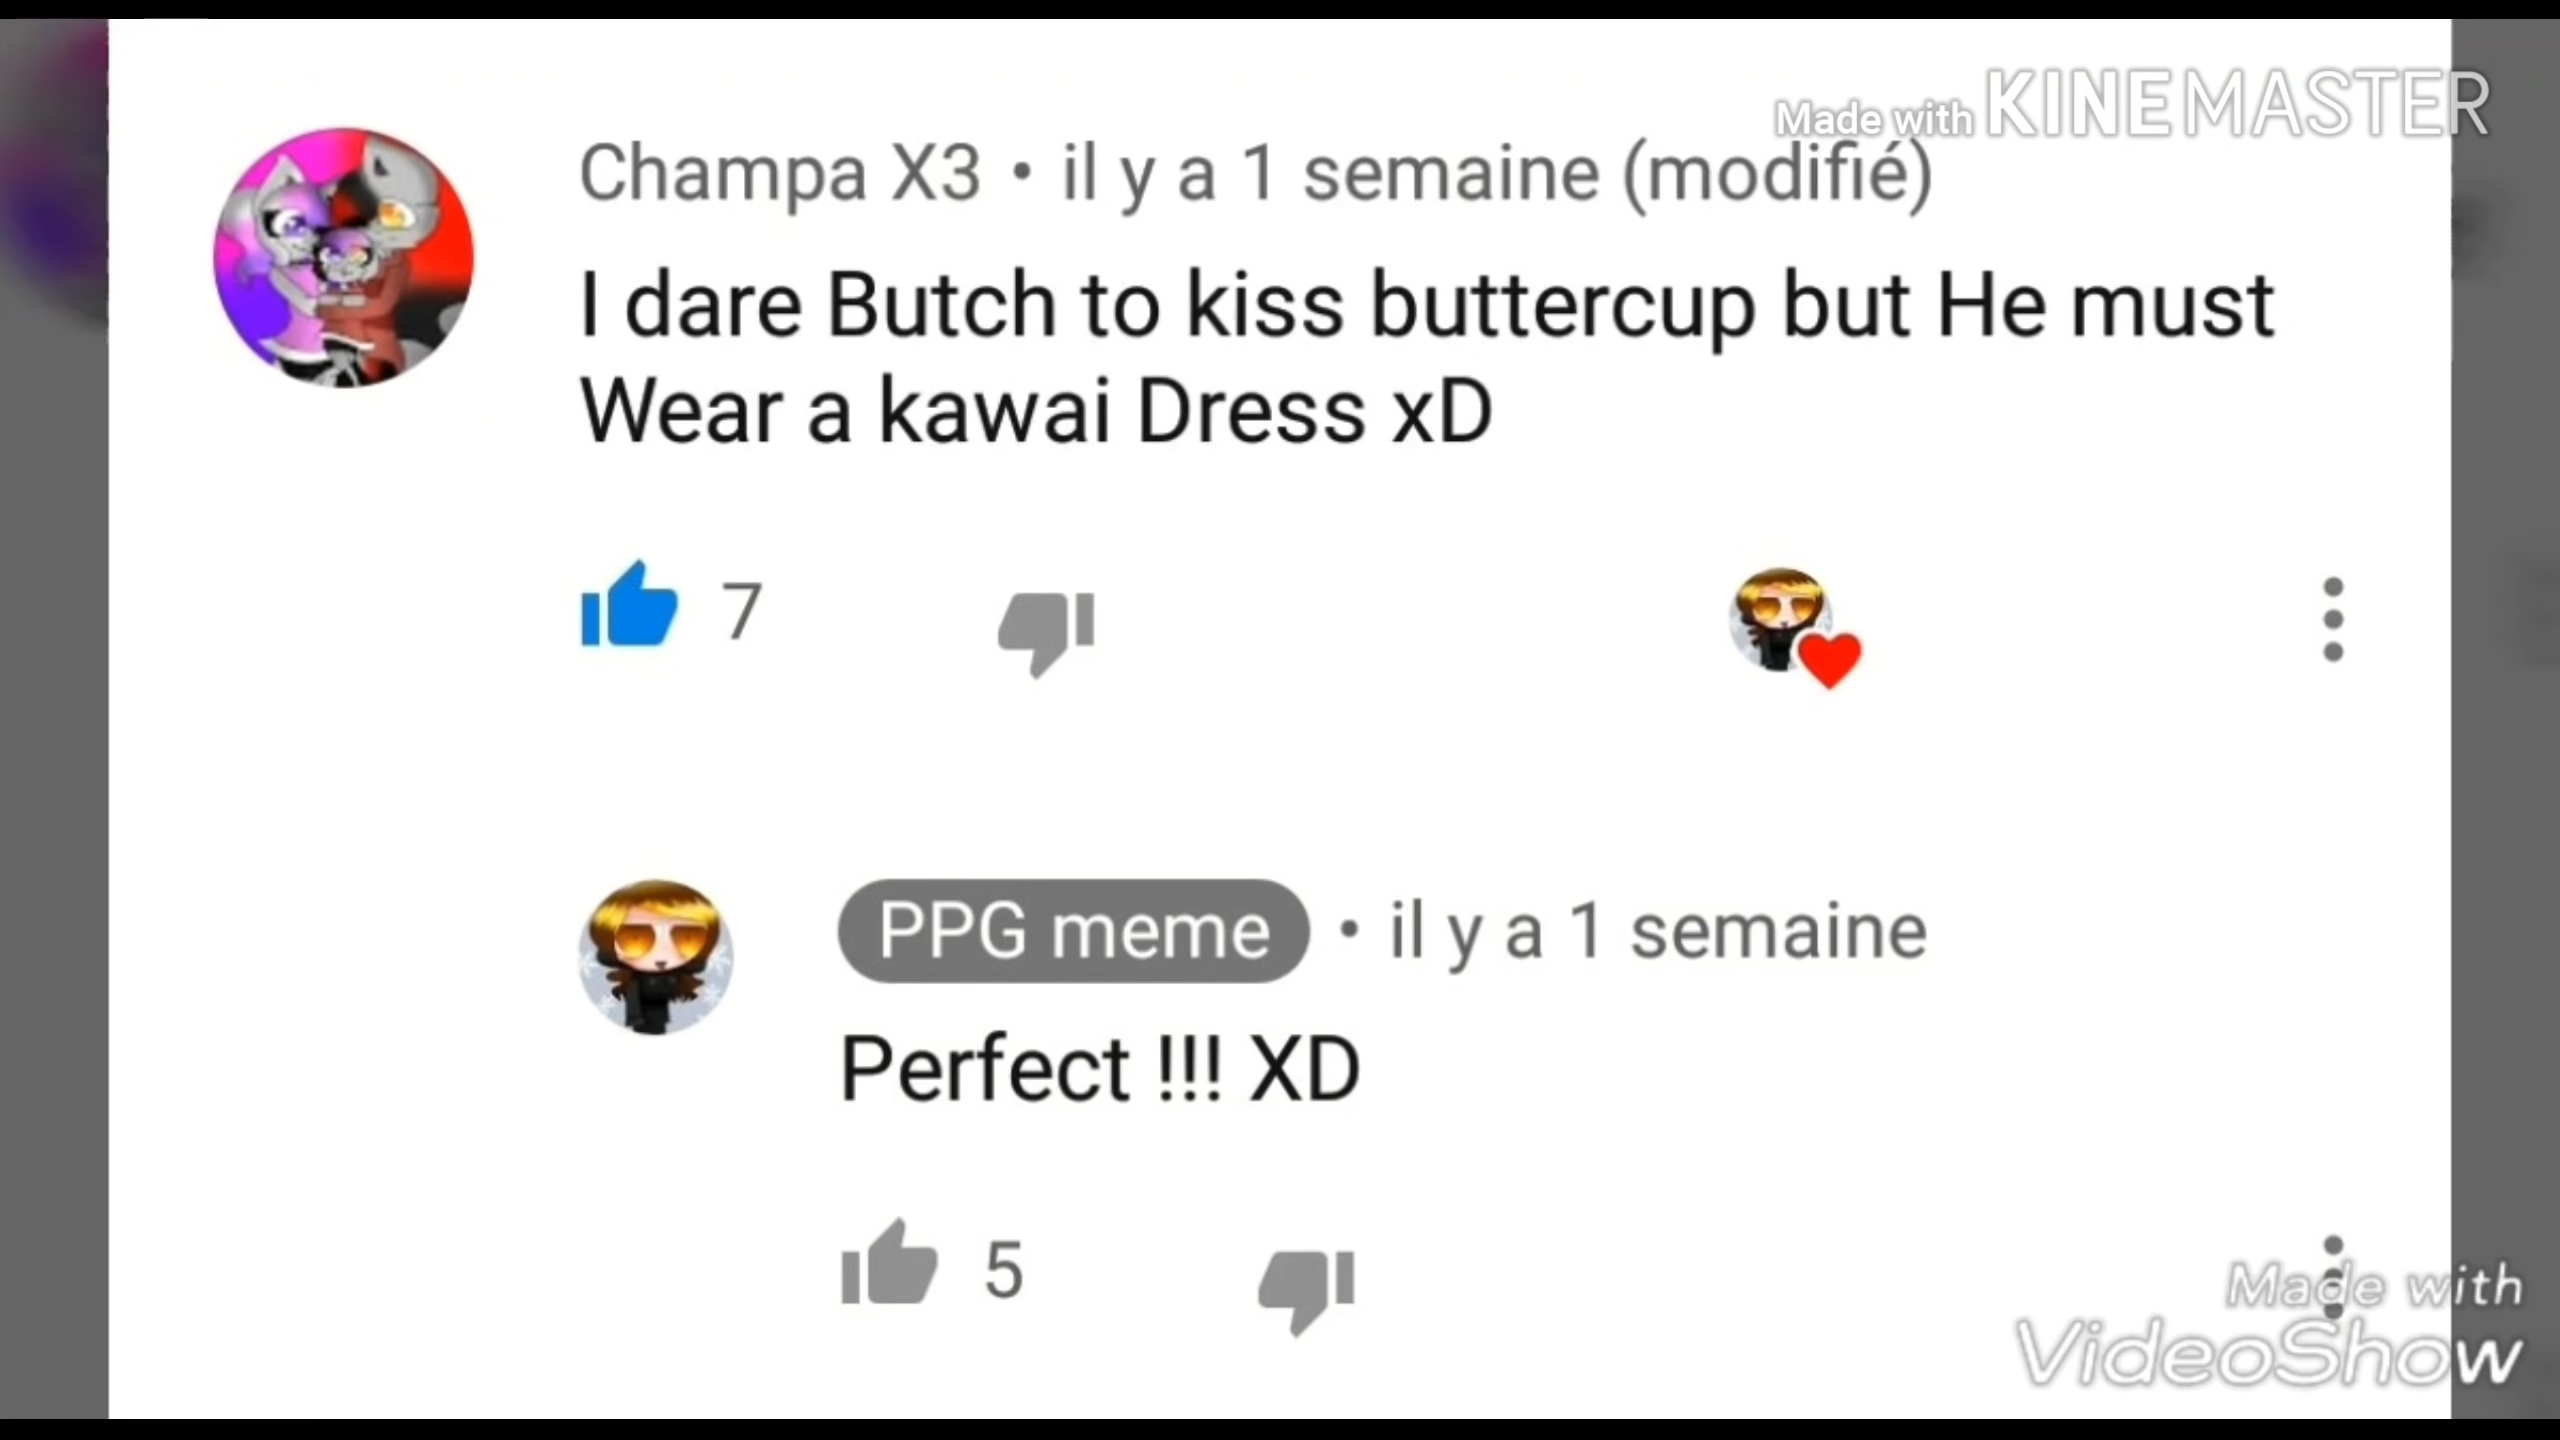 Made with KINEMASTER
Champa X3 • il y a 1 semaine (modifié)
I dare Butch to kiss buttercup but He must
Wear a kawai Dress xD
7
PPG meme • il y a 1 semaine
Perfect !!! XD
5
Made with
VideoShow